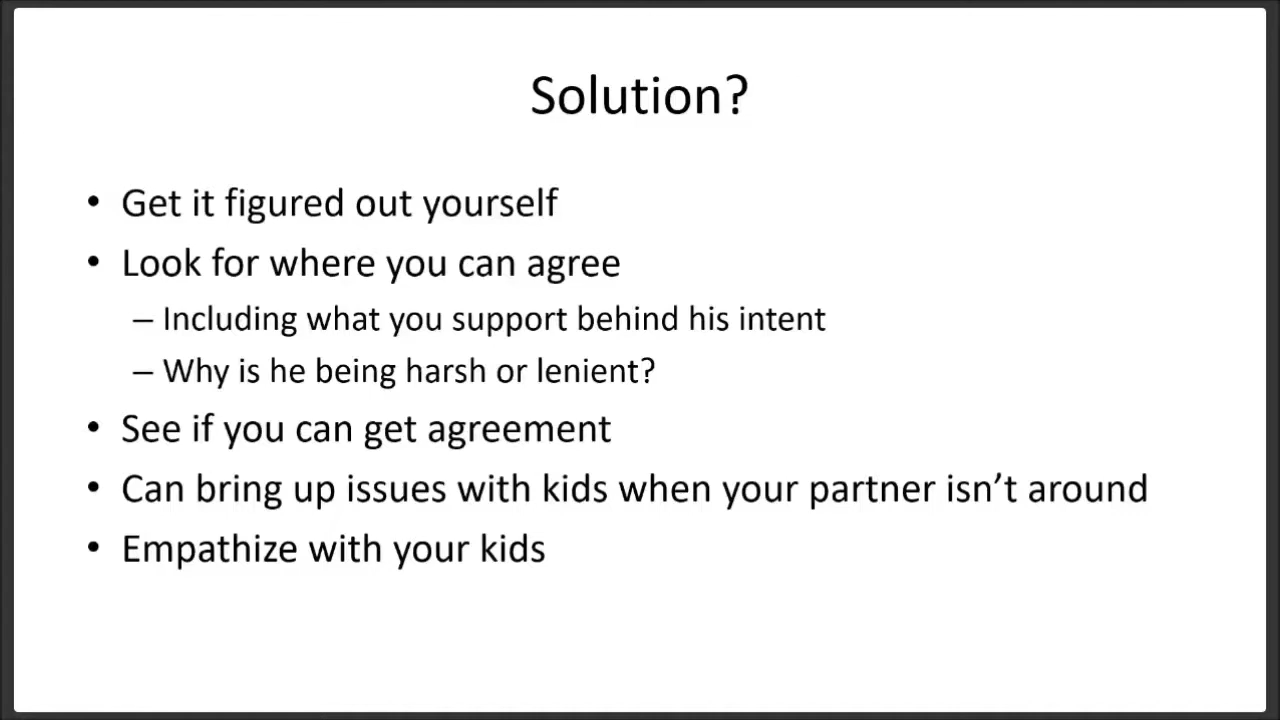 Solution?
• Get it figured out yourself
• Look for where you can agree
– Including what you support behind his intent
– Why is he being harsh or lenient?
• See if you can get agreement
• Can bring up issues with kids when your partner isn’t around
• Empathize with your kids